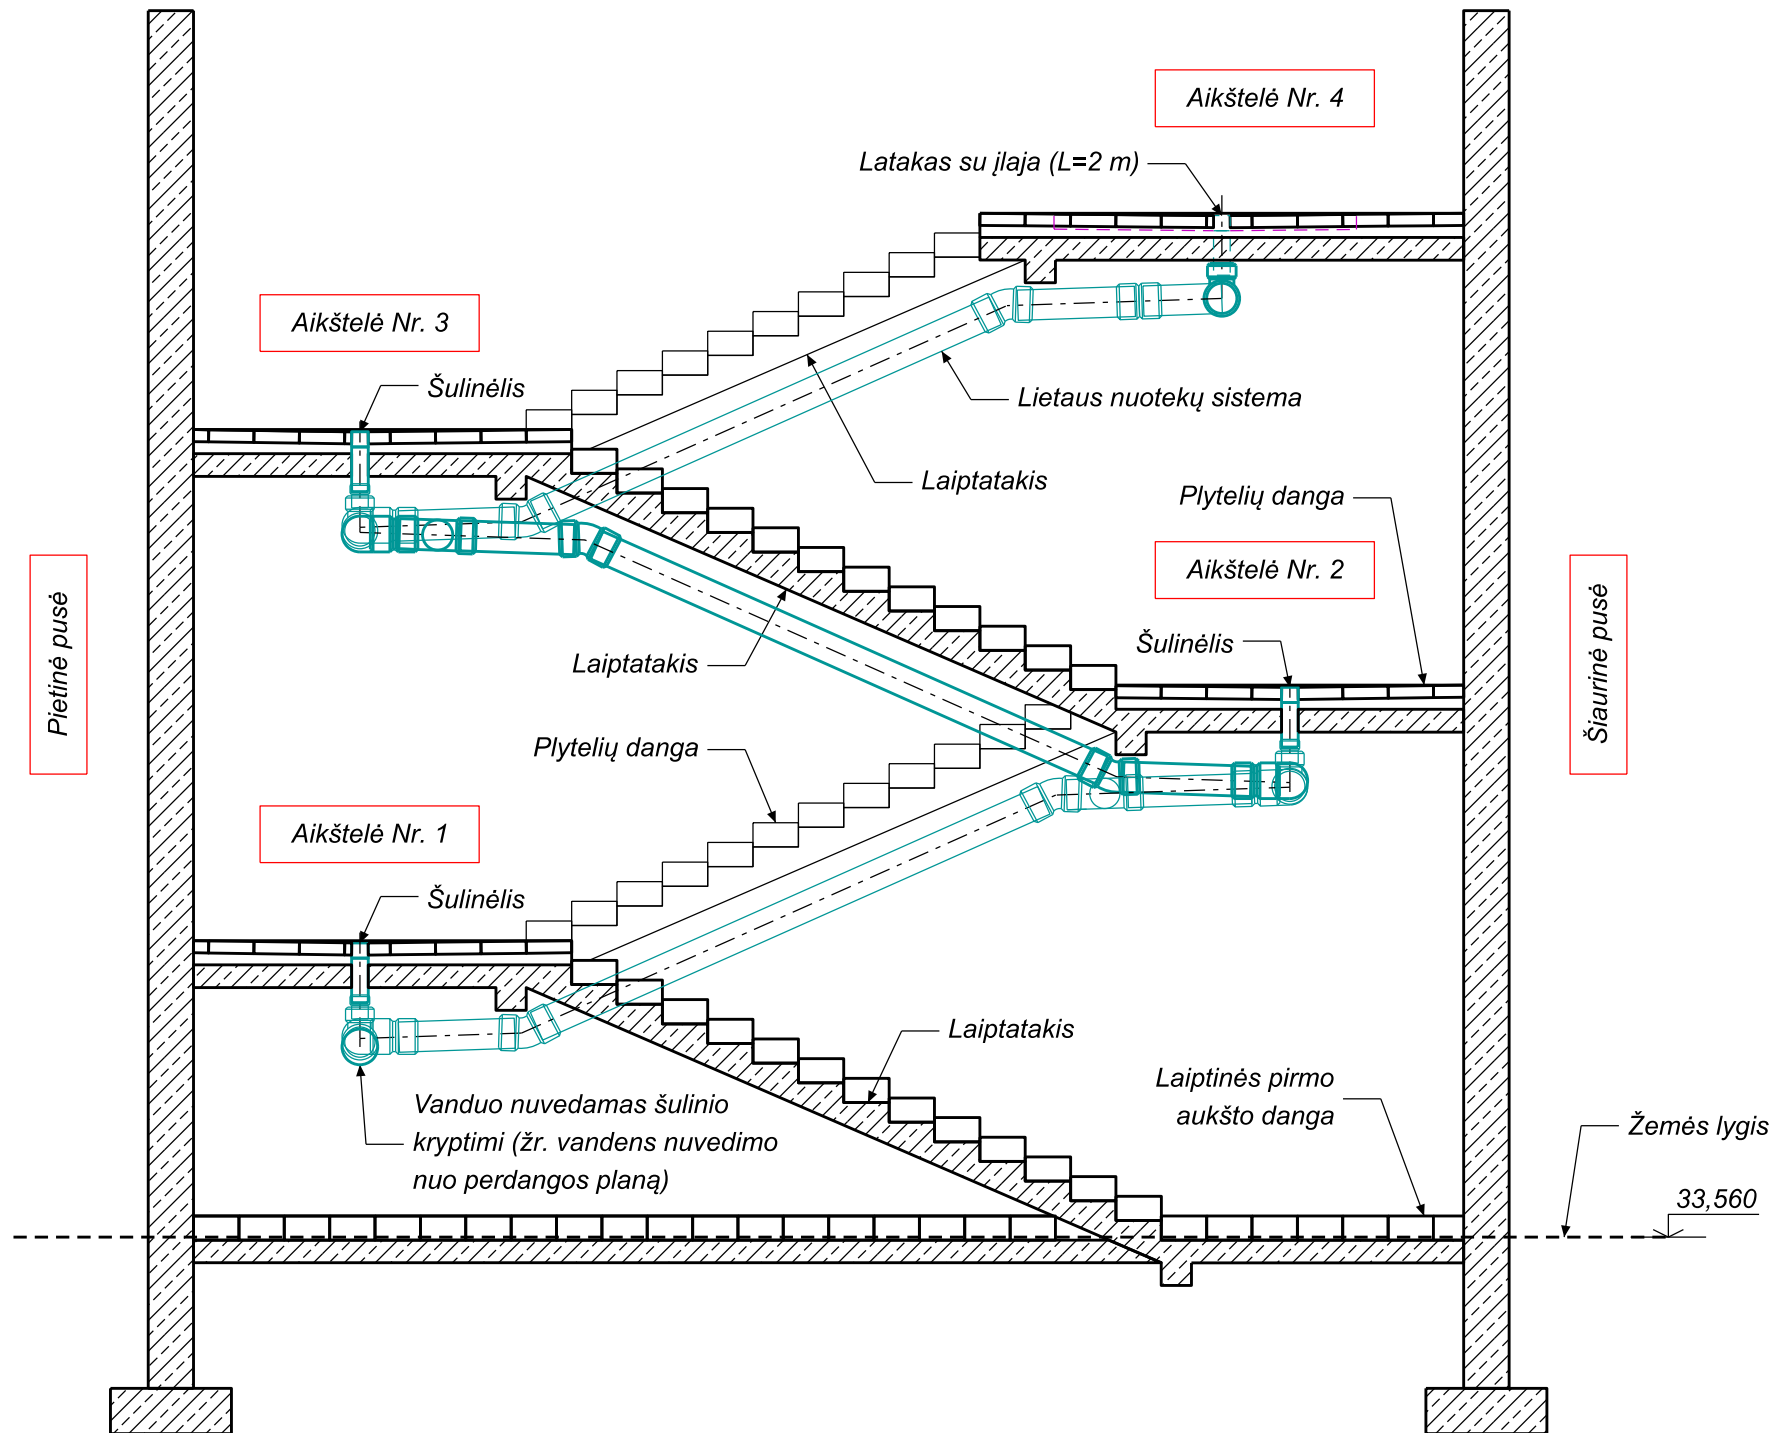 Aikštelė Nr. 4
Latakas su įlaja (L=2 m)
Aikštelė Nr. 3
Šulinėlis
Lietaus nuotekų sistema
Laiptatakis
Plytelių danga
Aikštelė Nr. 2
Pietinė pusė
Šiaurinė pusė
Šulinėlis
Laiptatakis
Plytelių danga
Aikštelė Nr. 1
Šulinėlis
Laiptatakis
Vanduo nuvedamas šulinio
kryptimi (žr. vandens nuvedimo
nuo perdangos planą)
Laiptinės pirmo
aukšto danga
Žemės lygis
33,560